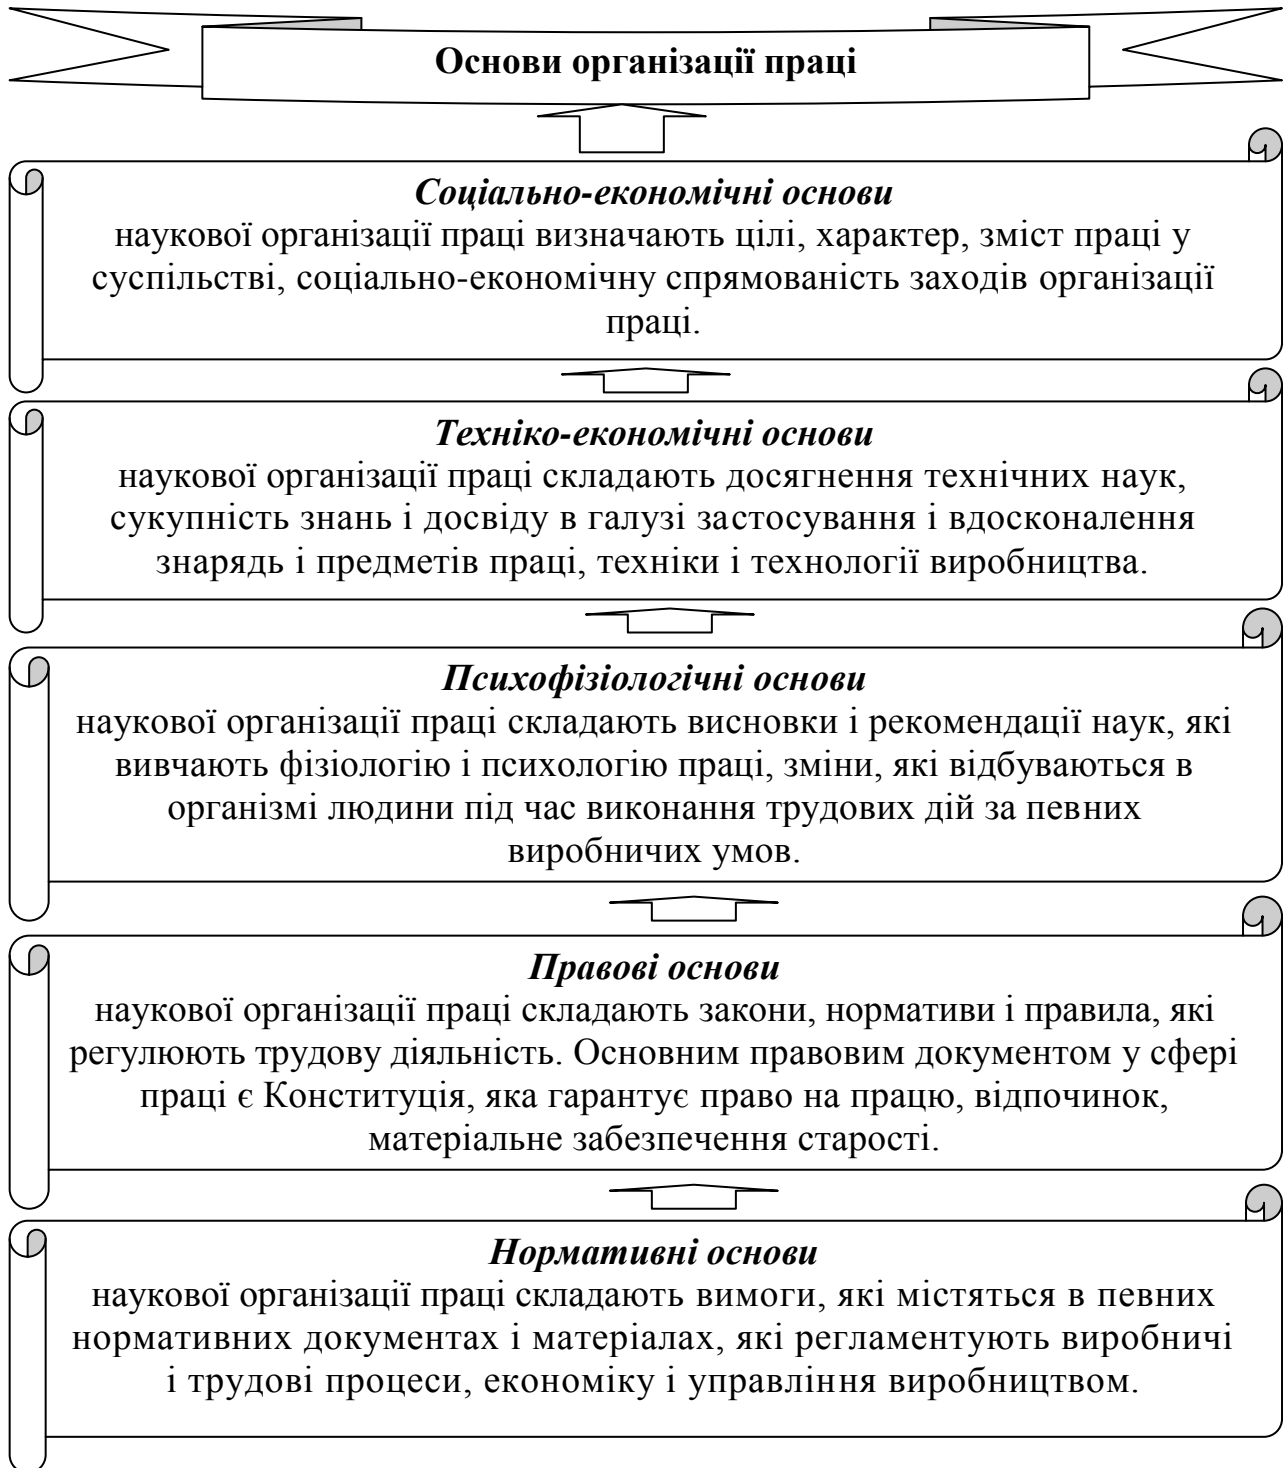 Основи організації праці
Соціально-економічні основи
наукової організації праці визначають цілі, характер, зміст праці у
суспільстві, соціально-економічну спрямованість заходів організації
праці.
Техніко-економічні основи
наукової організації праці складають досягнення технічних наук,
сукупність знань і досвіду в галузі застосування і вдосконалення
знарядь і предметів праці, техніки і технології виробництва.
Психофізіологічні основи
наукової організації праці складають висновки і рекомендації наук, які
вивчають фізіологію і психологію праці, зміни, які відбуваються в
організмі людини під час виконання трудових дій за певних
виробничих умов.
Правові основи
наукової організації праці складають закони, нормативи і правила, які
регулюють трудову діяльність. Основним правовим документом у сфері
праці є Конституція, яка гарантує право на працю, відпочинок,
матеріальне забезпечення старості.
Нормативні основи
наукової організації праці складають вимоги, які містяться в певних
нормативних документах і матеріалах, які регламентують виробничі
і трудові процеси, економіку і управління виробництвом.